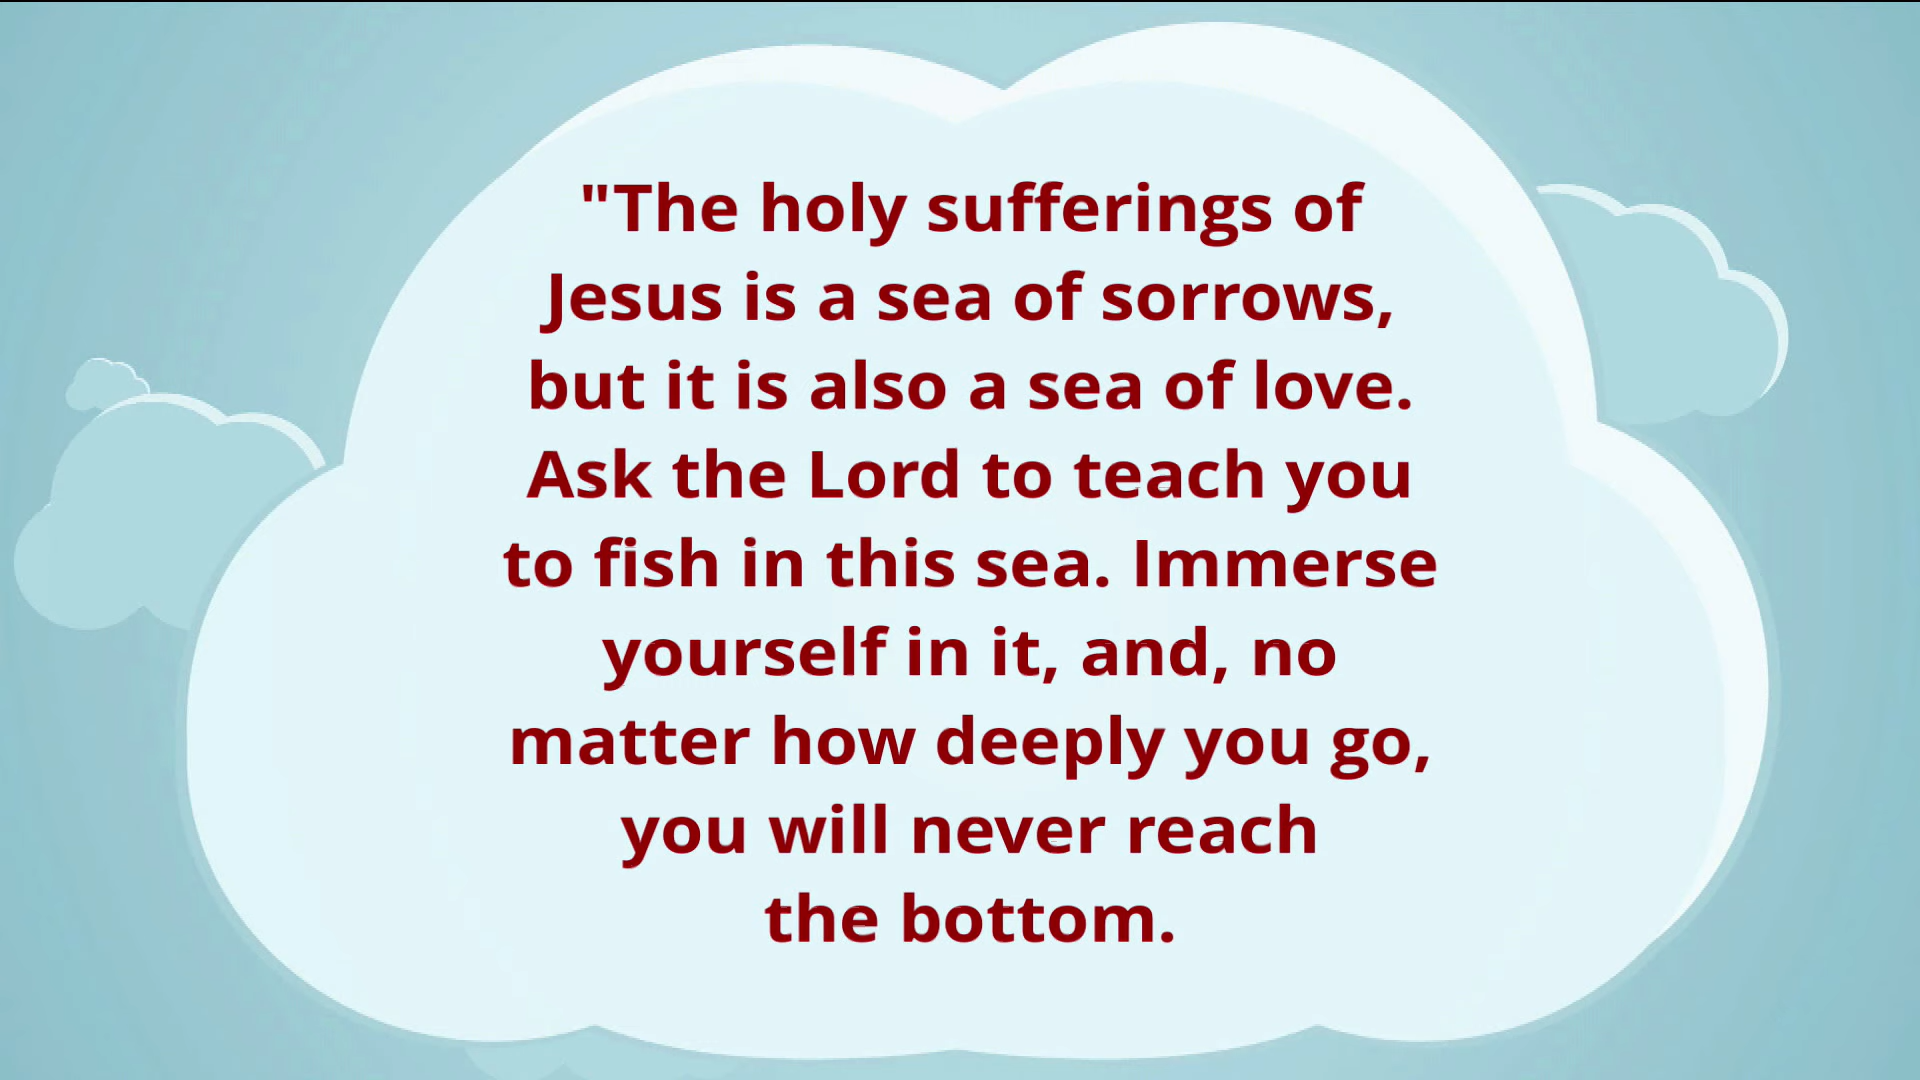 "The holy sufferings of
Jesus is a sea of sorrows,
but it is also a sea of love.
Ask the Lord to teach you
to fish in this sea. Immerse
yourself in it, and, no
matter how deeply you go,
you will never reach
the bottom.